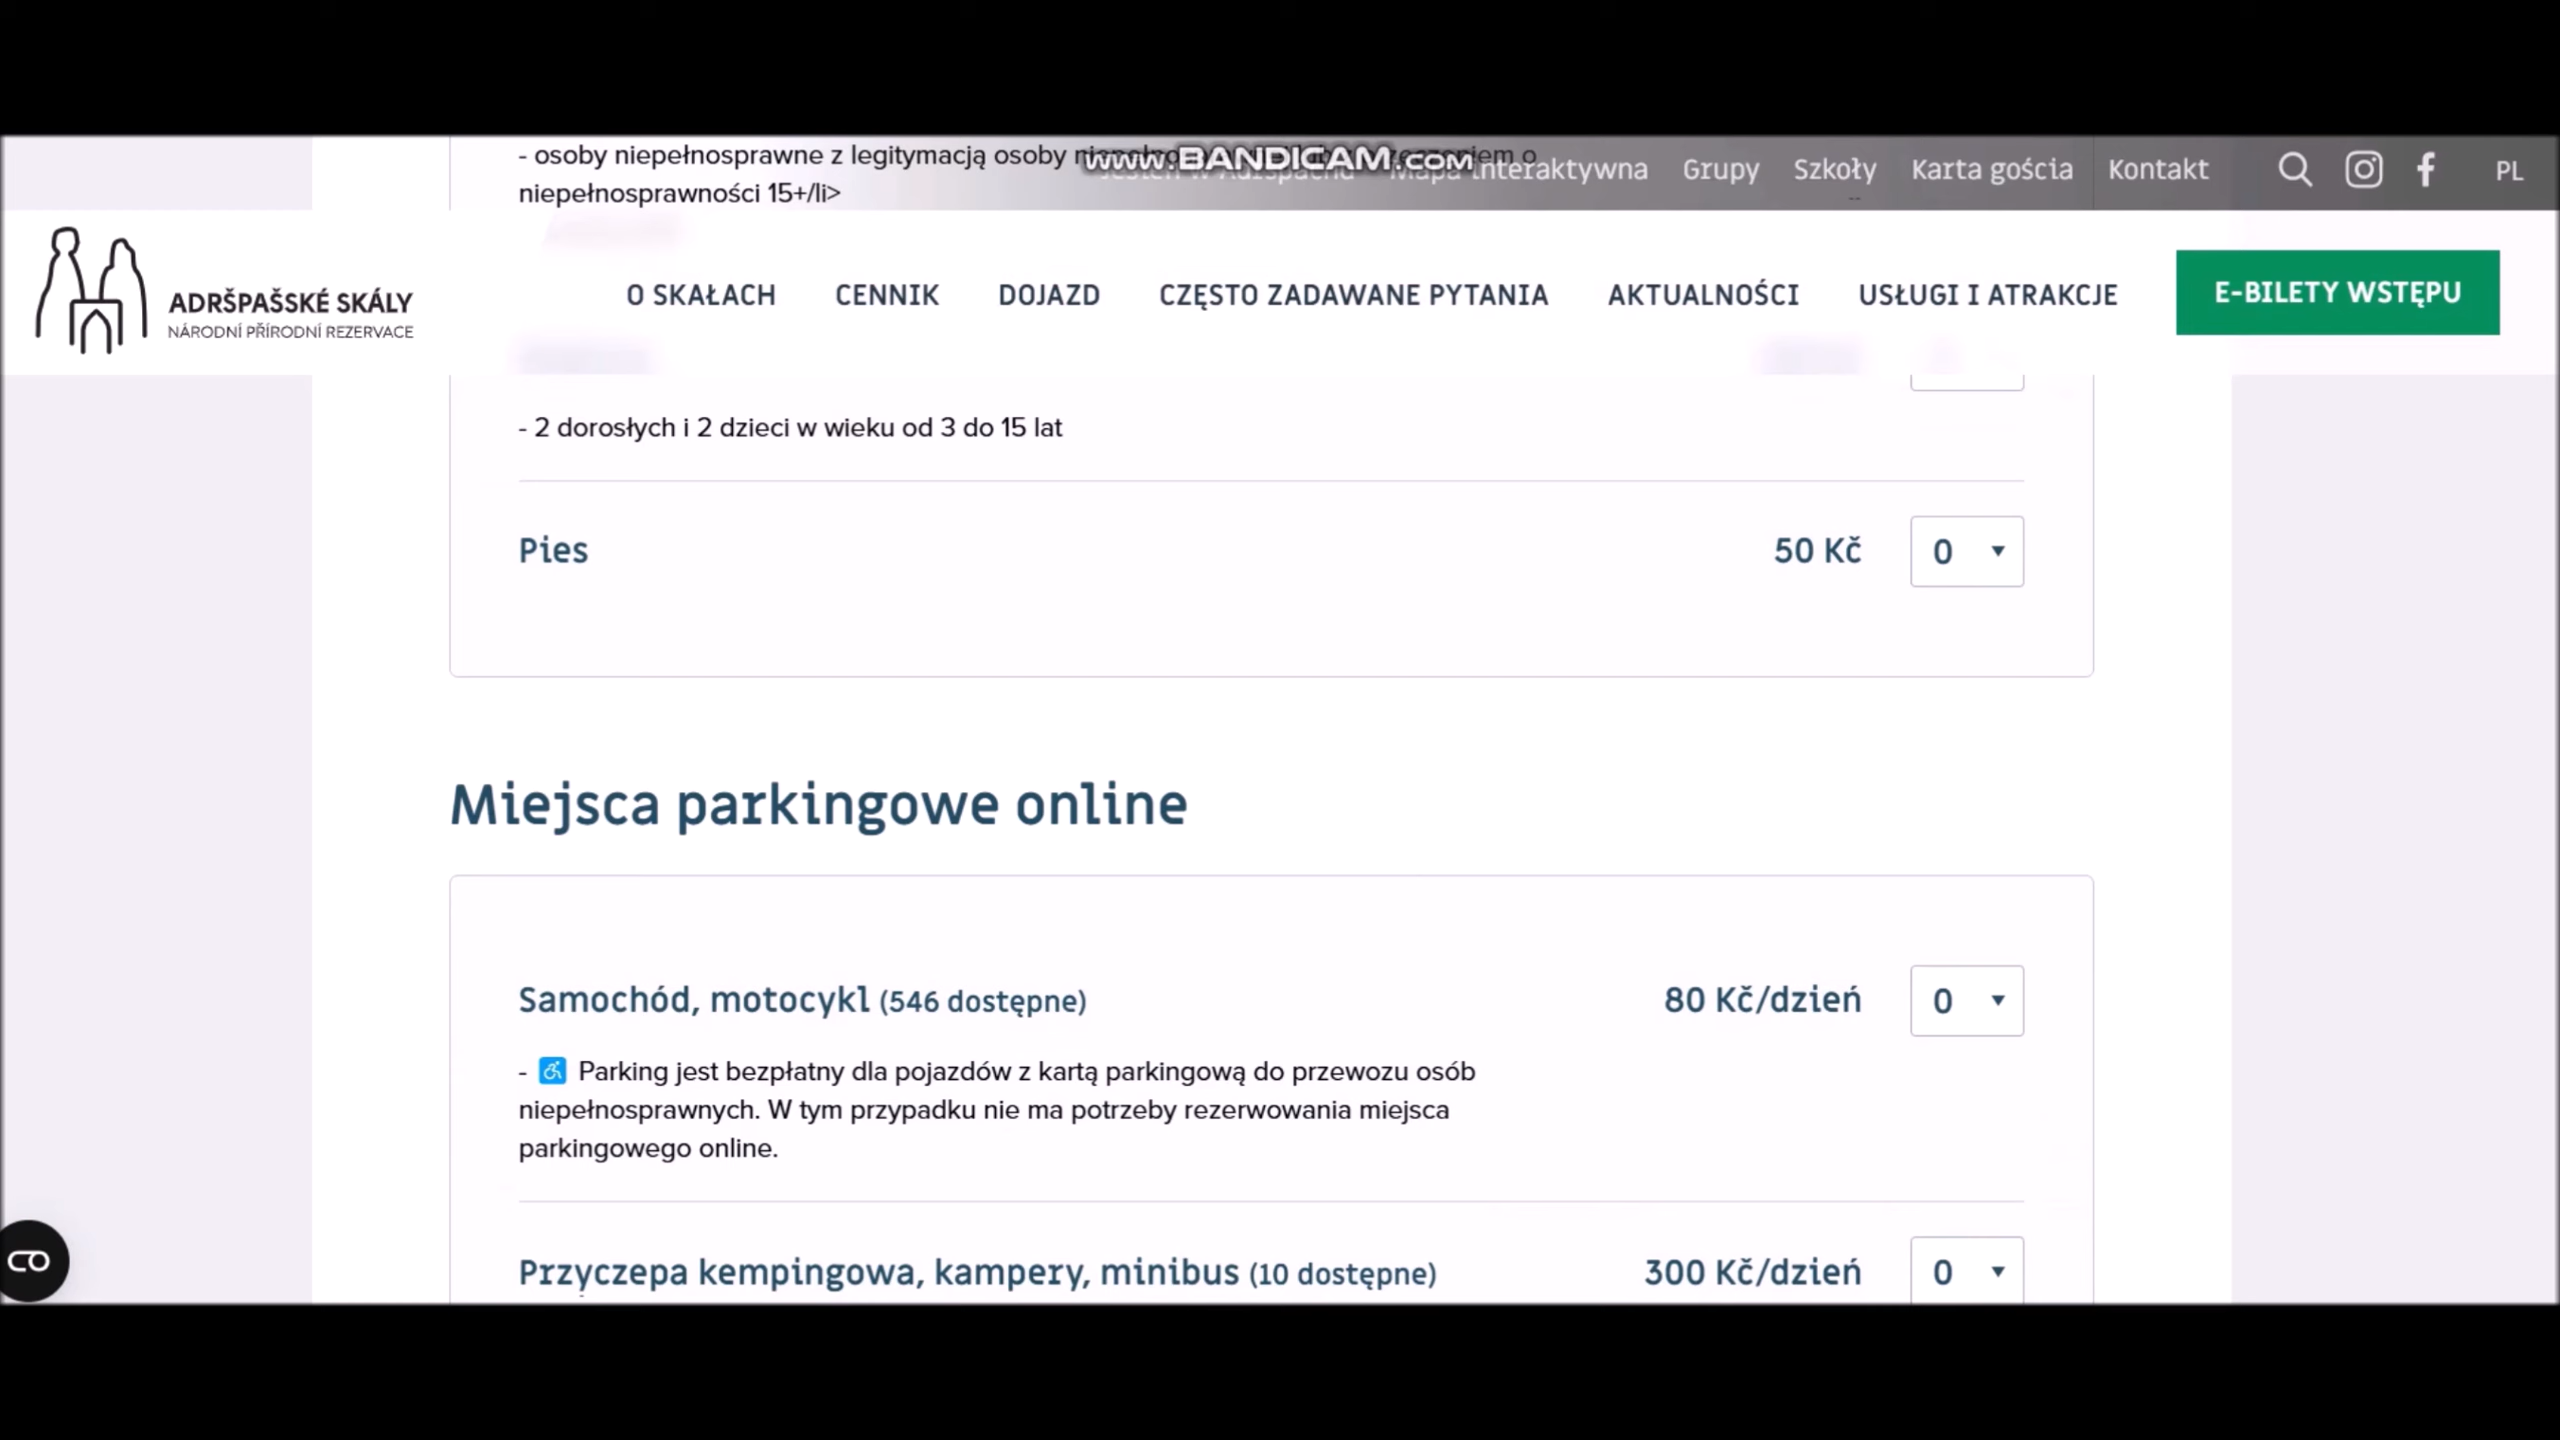 - osoby niepełnosprawne z legitymacją osoby
niepełnosprawności 15+/li>
www.BANDICAM.com
Mapa interaktywna Grupy Szkoły Karta gościa Kontakt PL
ADRŠPAŠSKÉ SKÁLY
NÁRODNÍ PŘÍRODNÍ REZERVACE
O SKAŁACH CENNIK DOJAZD CZĘSTO ZADAWANE PYTANIA AKTUALNOŚCI USŁUGI I ATRAKCJE E-BILETY WSTĘPU
- 2 dorosłych i 2 dzieci w wieku od 3 do 15 lat
Pies 50 Kč 0
Miejsca parkingowe online
Samochód, motocykl (546 dostępne) 80 Kč/dzień 0
- ♿ Parking jest bezpłatny dla pojazdów z kartą parkingową do przewozu osób
niepełnosprawnych. W tym przypadku nie ma potrzeby rezerwowania miejsca
parkingowego online.
Przyczepa kempingowa, kampery, minibus (10 dostępne) 300 Kč/dzień 0